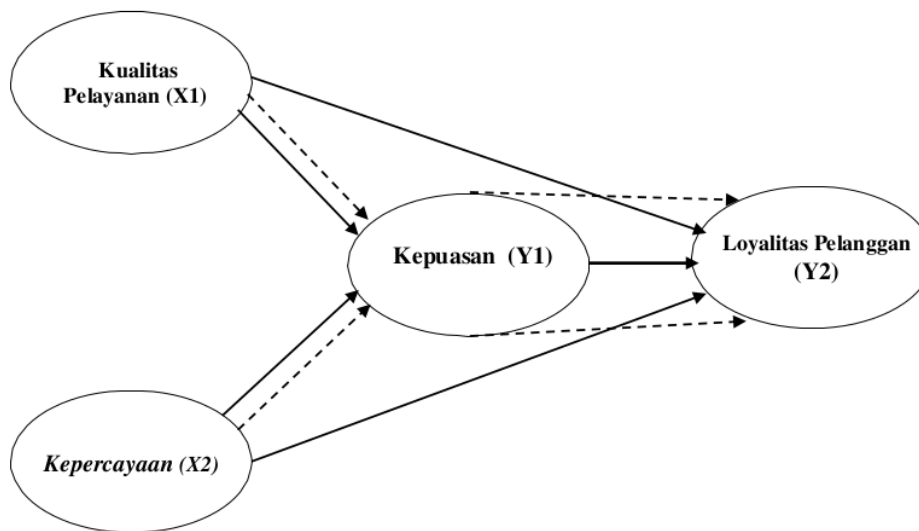 Kualitas
Pelayanan (X1)
Kepuasan (Y1)
Loyalitas Pelanggan
(Y2)
Kepercayaan (X2)